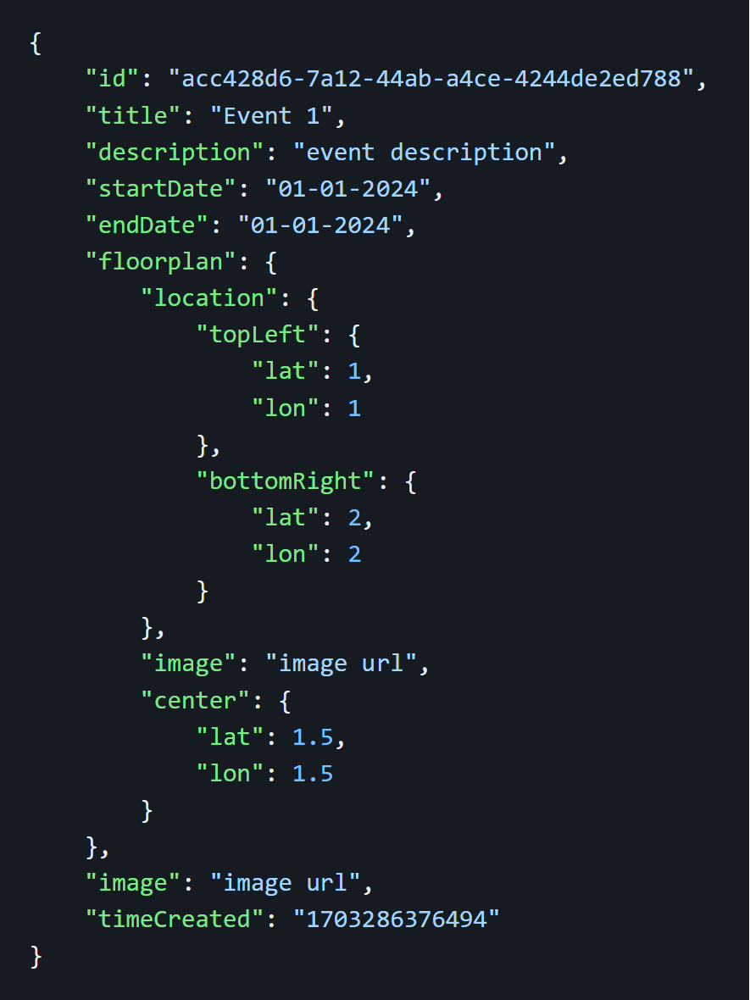 {
    "id": "acc428d6-7a12-44ab-a4ce-4244de2ed788",
    "title": "Event 1",
    "description": "event description",
    "startDate": "01-01-2024",
    "endDate": "01-01-2024",
    "floorplan": {
        "location": {
            "topLeft": {
                "lat": 1,
                "lon": 1
            },
            "bottomRight": {
                "lat": 2,
                "lon": 2
            }
        },
        "image": "image url",
        "center": {
            "lat": 1.5,
            "lon": 1.5
        }
    },
    "image": "image url",
    "timeCreated": "1703286376494"
}